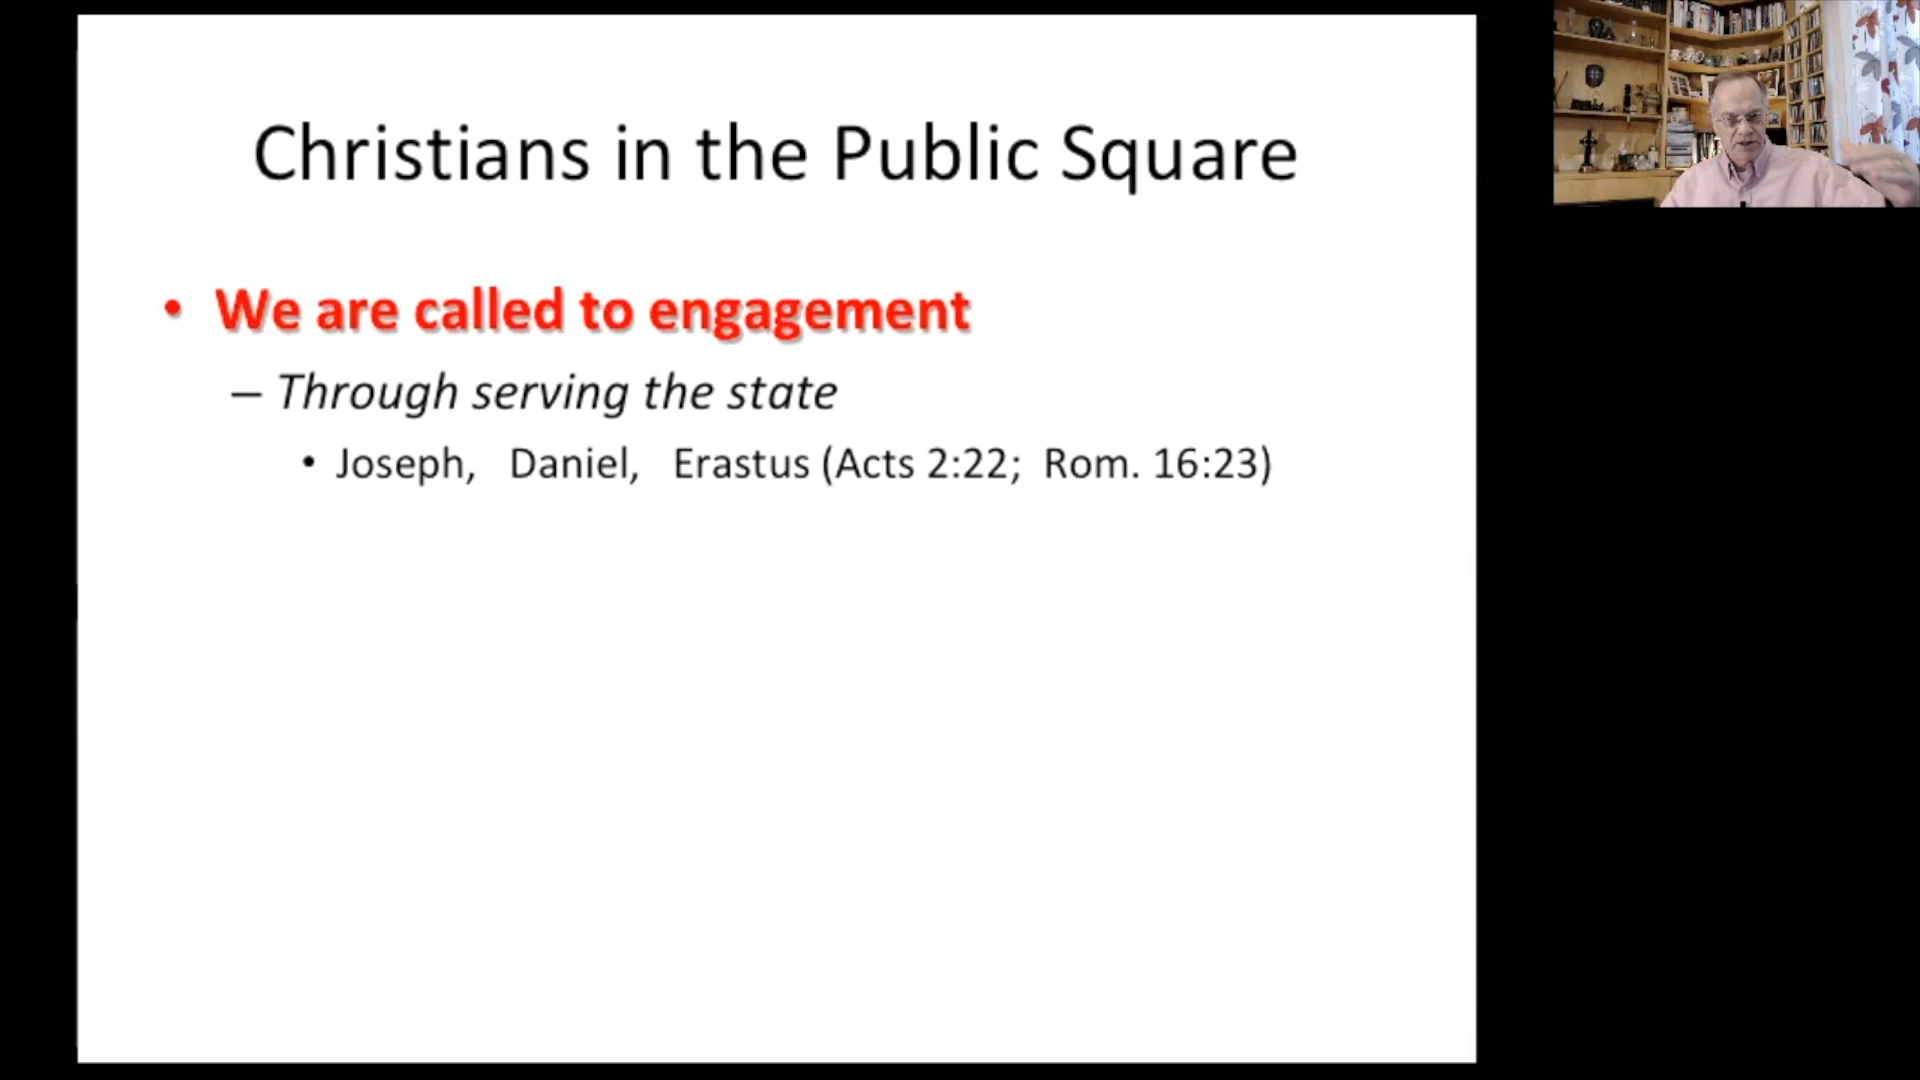 Christians in the Public Square
• We are called to engagement
– Through serving the state
• Joseph, Daniel, Erastus (Acts 2:22; Rom. 16:23)